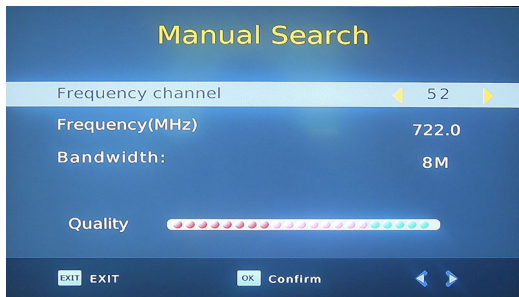 Manual Search
Frequency channel 52
Frequency(MHz) 722.0
Bandwidth: 8M
Quality
EXIT EXIT OK Confirm